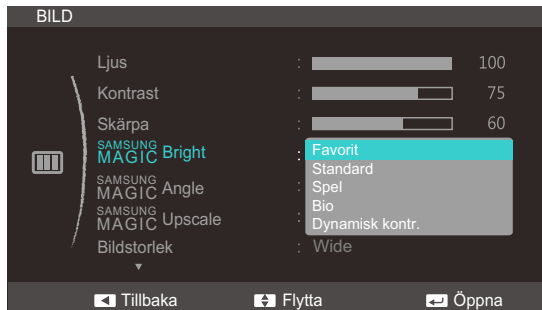 BILD
Ljus : 100
Kontrast : 75
Skärpa : 60
SAMSUNG MAGIC Bright :
Favorit
Standard
Spel
Bio
Dynamisk kontr.
SAMSUNG MAGIC Angle :
SAMSUNG MAGIC Upscale :
Bildstorlek : Wide
Tillbaka Flytta Öppna